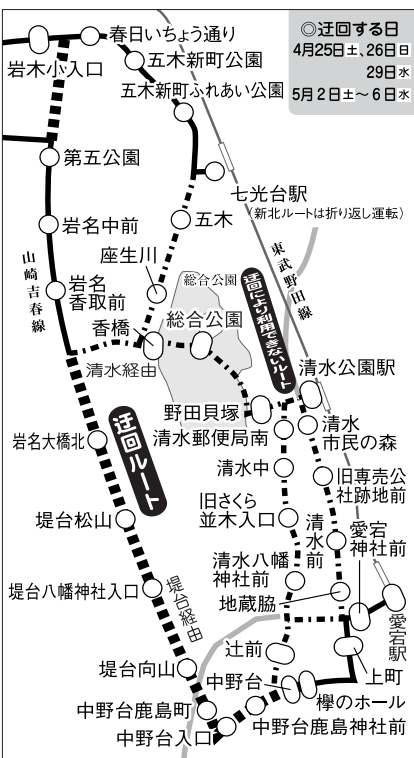 ◎迂回する日
4月25日土、26日日
29日水
5月2日土～6日水
春日いちょう通り
岩木小入口
五木新町公園
五木新町ふれあい公園
第五公園
七光台駅
(新北ルートは折り返し運転)
岩名中前
五木
座生川
山崎吉春線
東武野田線
岩名
香取前
総合公園
香橋
総合公園
迂回により利用できないルート
清水経由
清水公園駅
野田貝塚
清水郵便局南
清水
市民の森
迂回ルート
岩名大橋北
清水中
旧専売公
社跡地前
旧さくら
並木入口
堤台松山
清水前
愛宕
神社前
清水八幡
神社前
堤台八幡神社入口
堤台経由
地蔵脇
愛宕駅
辻前
堤台向山
上町
中野台
欅のホール
中野台鹿島町
中野台鹿島神社前
中野台入口